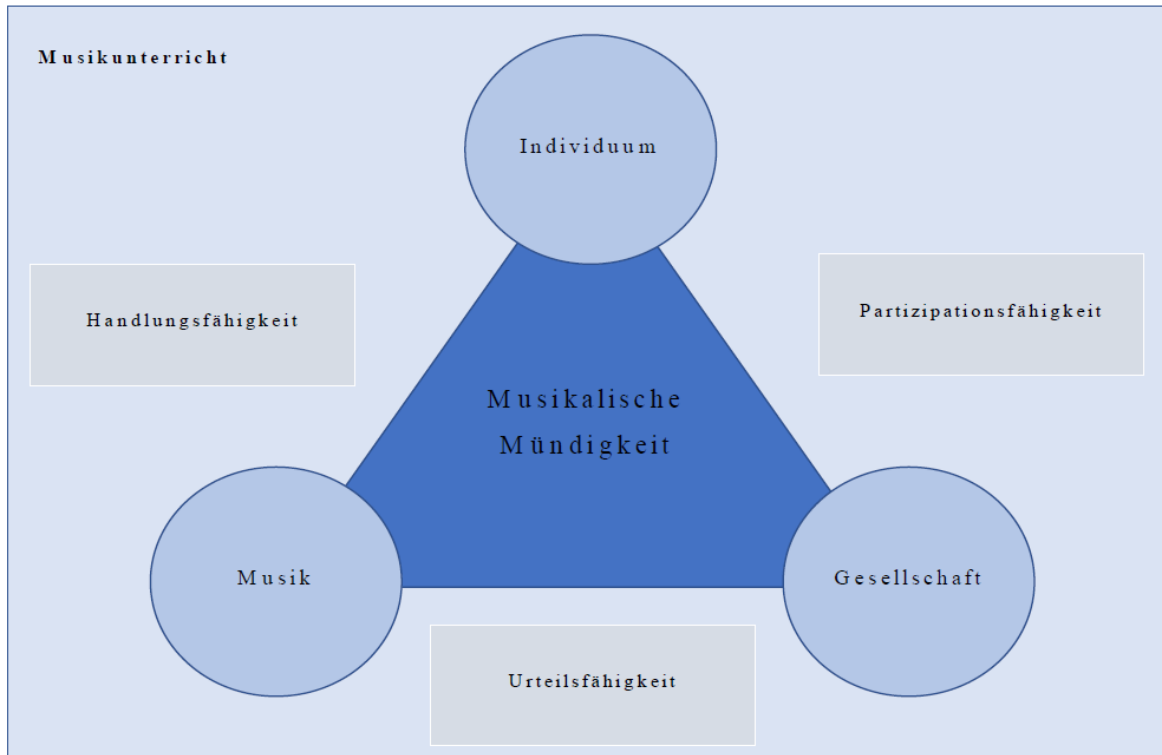 Musikunterricht
Individuum
Handlungsfähigkeit
Partizipationsfähigkeit
Musikalische
Mündigkeit
Musik
Gesellschaft
Urteilsfähigkeit